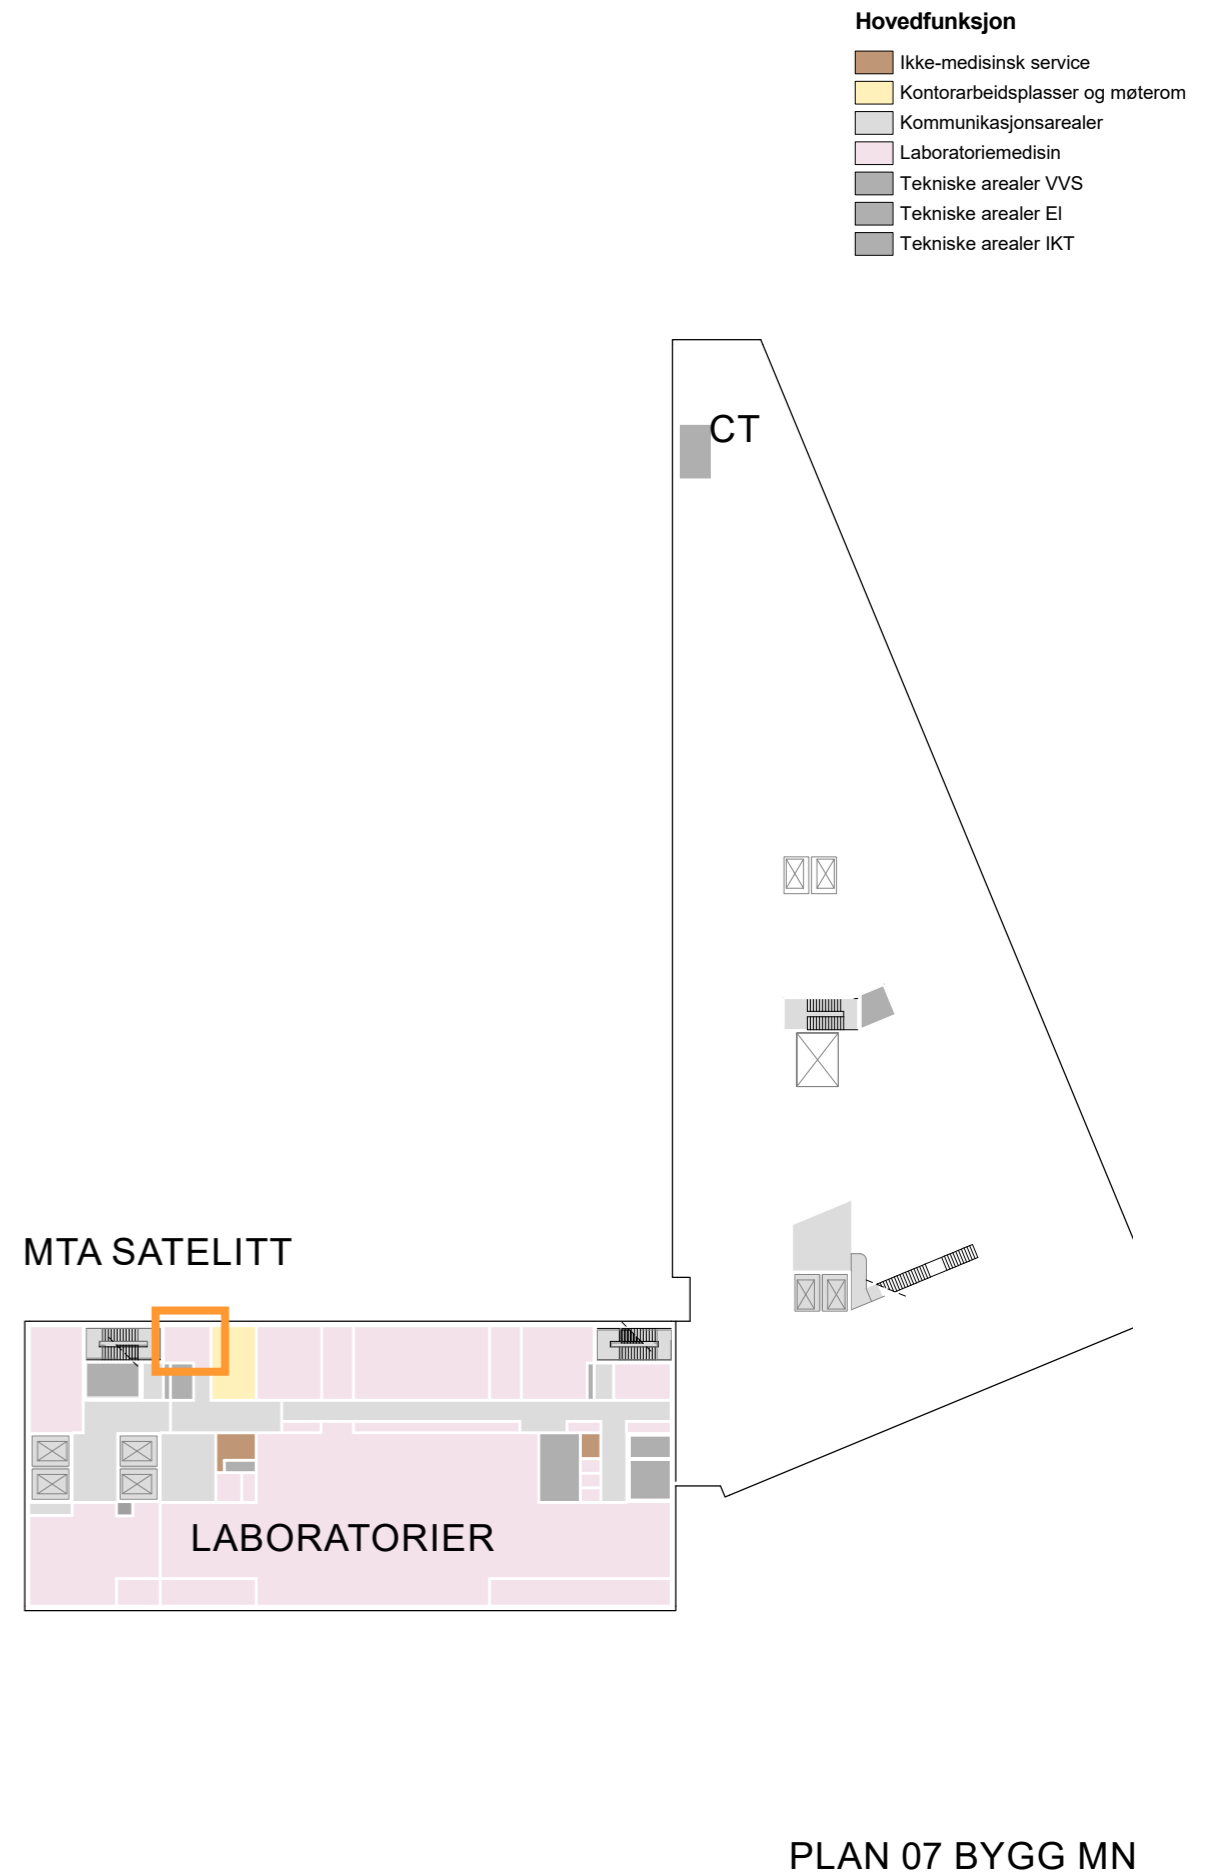 Hovedfunksjon
Ikke-medisinsk service
Kontorarbeidsplasser og møterom
Kommunikasjonsarealer
Laboratoriemedisin
Tekniske arealer VVS
Tekniske arealer El
Tekniske arealer IKT
CT
MTA SATELITT
LABORATORIER
PLAN 07 BYGG MN